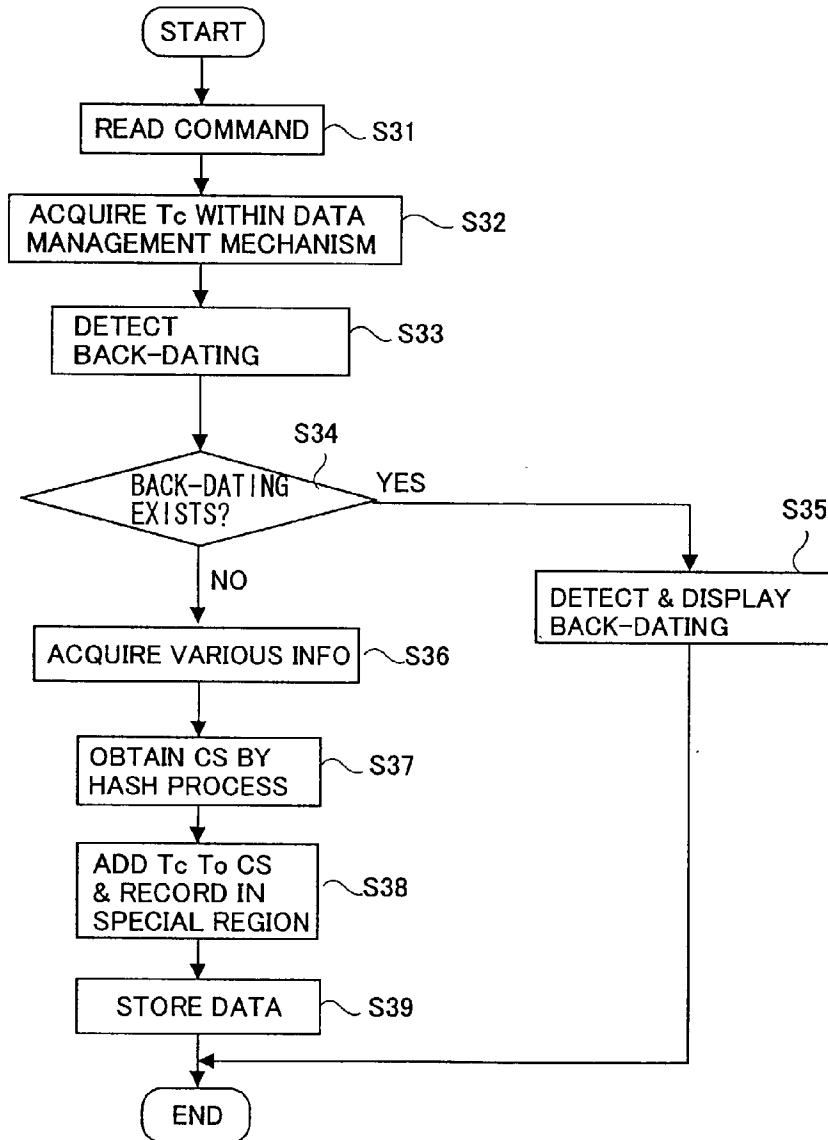 START
READ COMMAND
S31
ACQUIRE Tc WITHIN DATA
MANAGEMENT MECHANISM
S32
DETECT
BACK-DATING
S33
S34
BACK-DATING
EXISTS?
YES
NO
S35
DETECT & DISPLAY
BACK-DATING
ACQUIRE VARIOUS INFO
S36
OBTAIN CS BY
HASH PROCESS
S37
ADD Tc To CS
& RECORD IN
SPECIAL REGION
S38
STORE DATA
S39
END